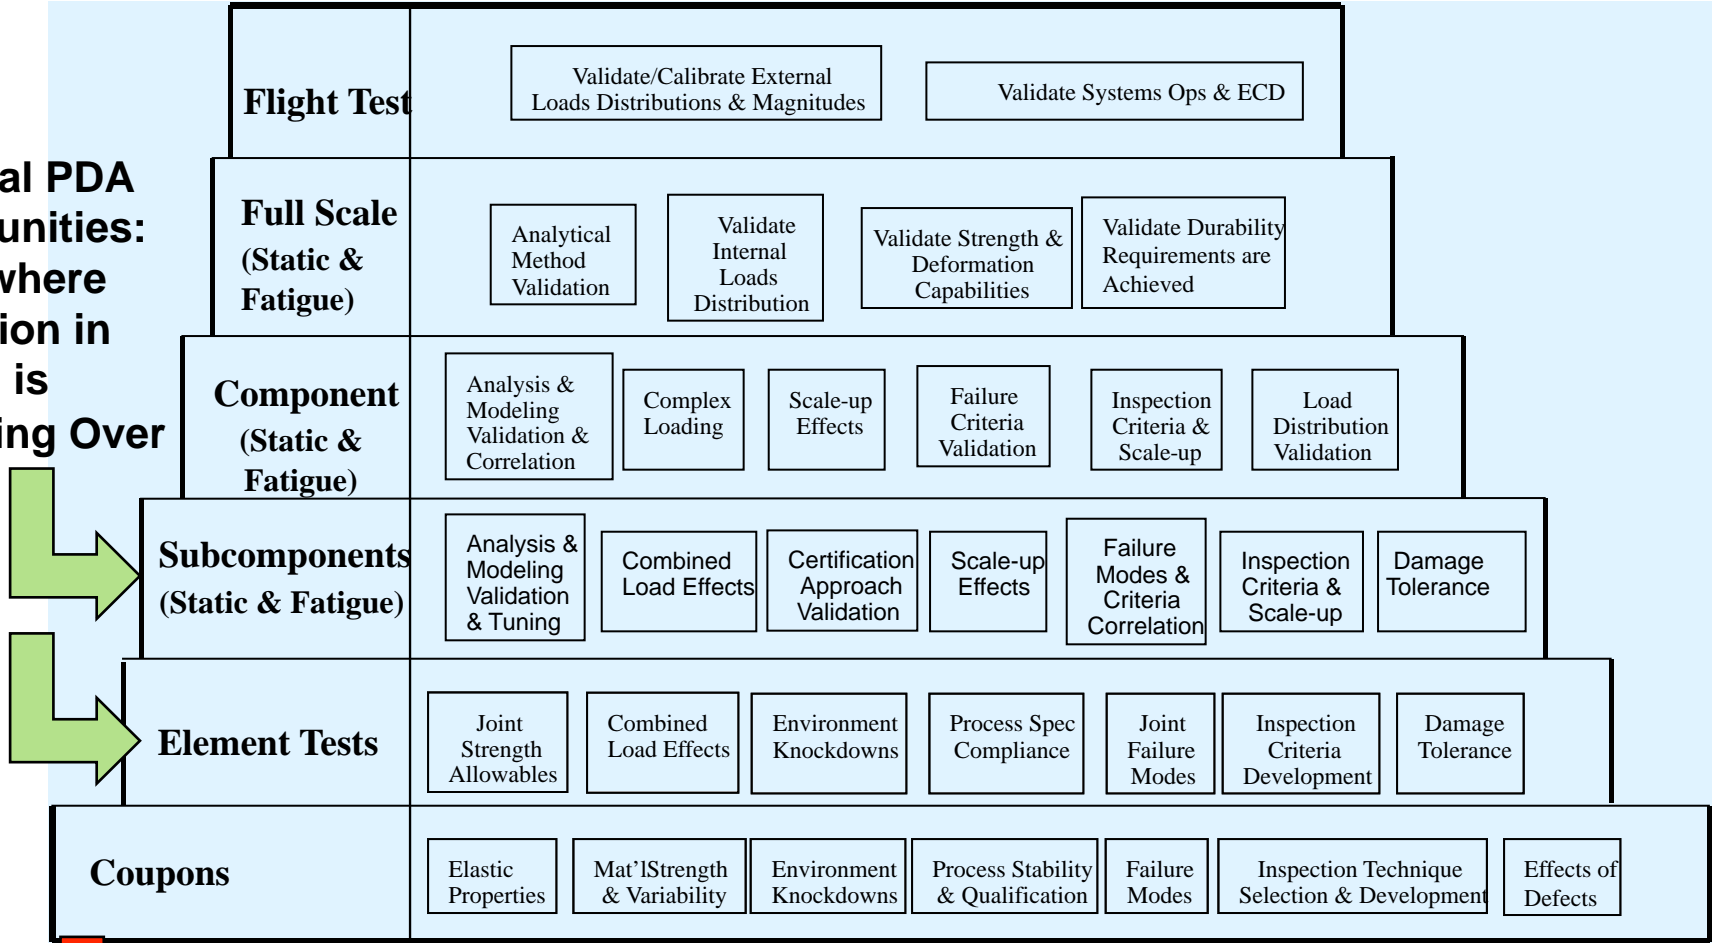 Flight Test
Validate/Calibrate External
Loads Distributions & Magnitudes
Validate Systems Ops & ECD
al PDA
unities:
where
ion in
is
ing Over
Full Scale
(Static &
Fatigue)
Analytical
Method
Validation
Validate
Internal
Loads
Distribution
Validate Strength &
Deformation
Capabilities
Validate Durability
Requirements are
Achieved
Component
(Static &
Fatigue)
Analysis &
Modeling
Validation &
Correlation
Complex
Loading
Scale-up
Effects
Failure
Criteria
Validation
Inspection
Criteria &
Scale-up
Load
Distribution
Validation
Subcomponents
(Static & Fatigue)
Analysis &
Modeling
Validation
& Tuning
Combined
Load Effects
Certification
Approach
Validation
Scale-up
Effects
Failure
Modes &
Criteria
Correlation
Inspection
Criteria &
Scale-up
Damage
Tolerance
Element Tests
Joint
Strength
Allowables
Combined
Load Effects
Environment
Knockdowns
Process Spec
Compliance
Joint
Failure
Modes
Inspection
Criteria
Development
Damage
Tolerance
Coupons
Elastic
Properties
Mat'lStrength
& Variability
Environment
Knockdowns
Process Stability
& Qualification
Failure
Modes
Inspection Technique
Selection & Development
Effects of
Defects